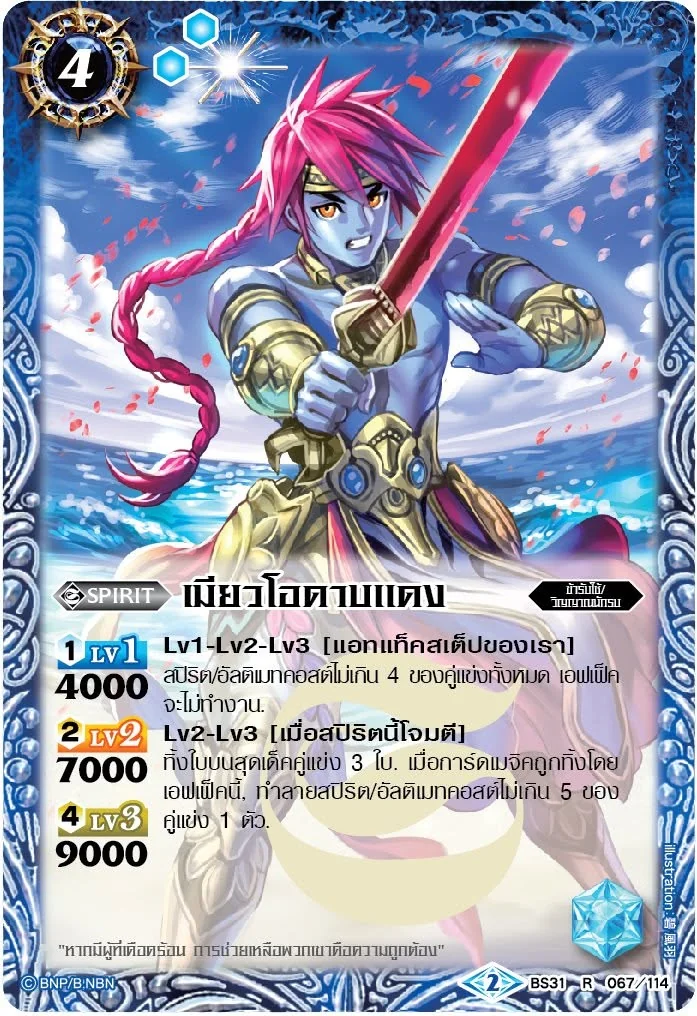 4
SPIRIT
เมียวโอดาบแดง
ข้ารับใช้/
วิญญาณนักรบ
1 LV1
4000
2 LV2
7000
4 LV3
9000
Lv1-Lv2-Lv3 [แอทแท็คสเต็ปของเรา]
สปิริต/อัลติเมทคอสต์ไม่เกิน 4 ของคู่แข่งทั้งหมด เอฟเฟ็ค
จะไม่ทำงาน.
Lv2-Lv3 [เมื่อสปิริตนี้โจมตี]
ทิ้งใบบนสุดเด็คคู่แข่ง 3 ใบ. เมื่อการ์ดเมจิคถูกทิ้งโดย
เอฟเฟ็คนี้, ทำลายสปิริต/อัลติเมทคอสต์ไม่เกิน 5 ของ
คู่แข่ง 1 ตัว.
illustration:碧風羽
"หากมีผู้ที่เดือดร้อน การช่วยเหลือพวกเขาคือความถูกต้อง"
©BNP/B,NBN
2
BS31 R 067/114